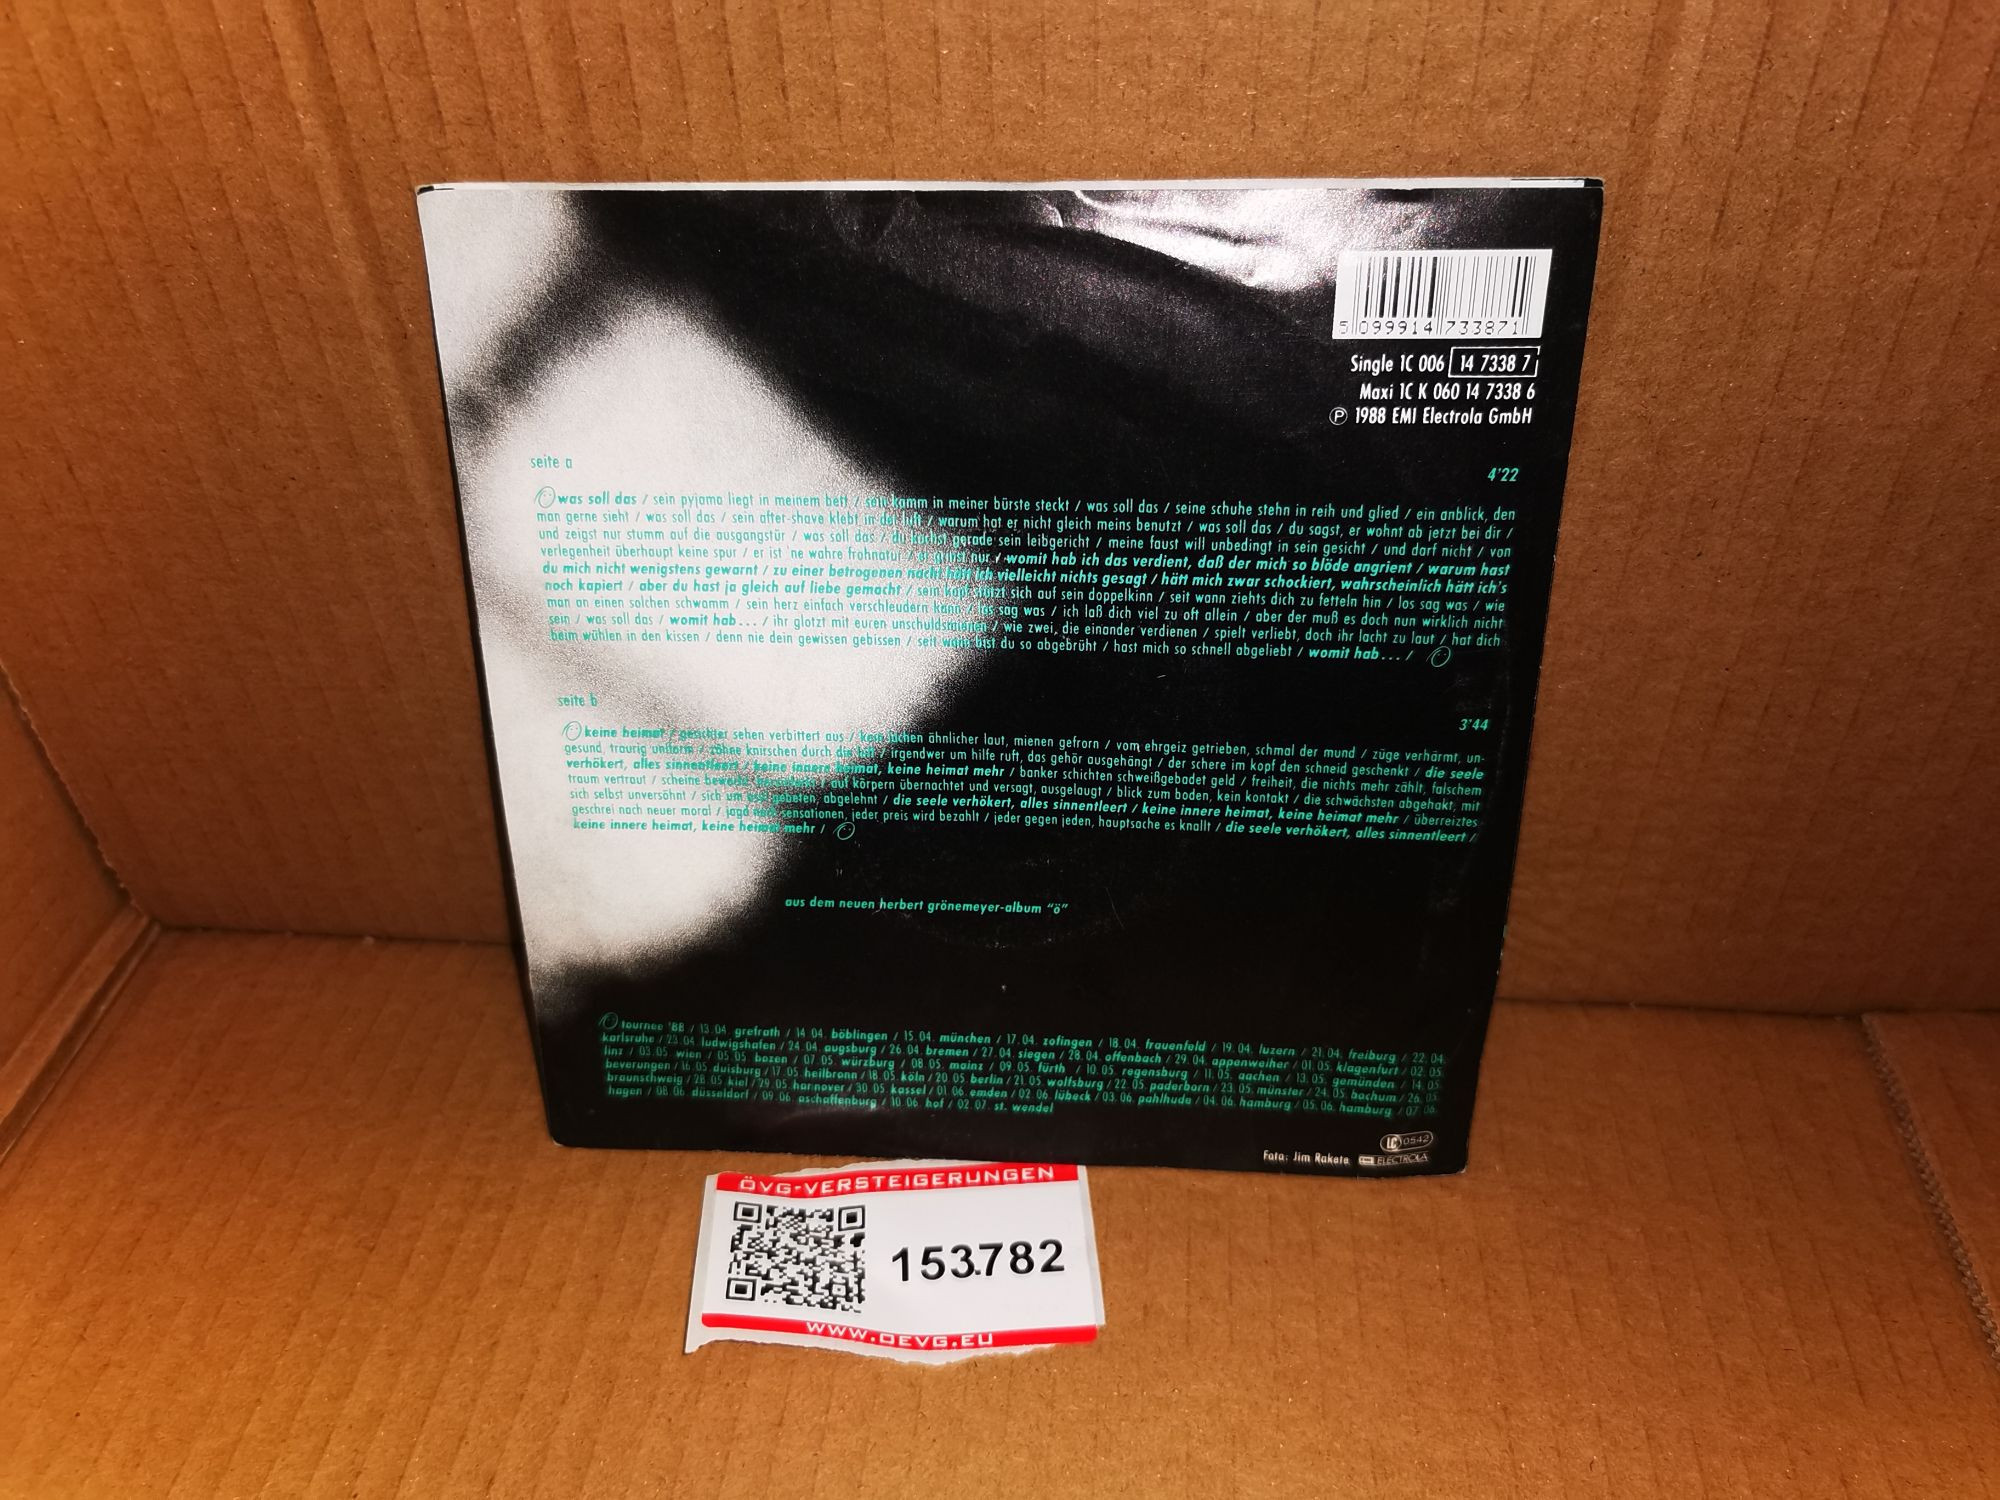 5 099914 733871
Single 1C 006 14 7338 7
Maxi 1C K 060 14 7338 6
℗ 1988 EMI Electrola GmbH
seite a
4'22
was soll das / sein pyjama liegt in meinem bett / sein kamm in meiner bürste steckt / was soll das / seine schuhe stehn in reih und glied / ein anblick, den
man gerne sieht / was soll das / sein after-shave klebt in der luft / warum hat er nicht gleich meins benutzt / was soll das / du sagst, er wohnt ab jetzt bei dir /
und zeigst nur stumm auf die ausgangstür / was soll das / du kochst gerade sein leibgericht / meine faust will unbedingt in sein gesicht / und darf nicht / von
verlegenheit überhaupt keine spur / er ist 'ne wahre frohnatur / er grinst nur / womit hab ich das verdient, daß der mich so blöde angrient / warum hast
du mich nicht wenigstens gewarnt / zu einer betrogenen nacht hätt ich vielleicht nichts gesagt / hätt mich zwar schockiert, wahrscheinlich hätt ich's
noch kapiert / aber du hast ja gleich auf liebe gemacht / sein kopf stützt sich auf sein doppelkinn / seit wann ziehts dich zu fetteln hin / los sag was / wie
man an einen solchen schwamm / sein herz einfach verschleudern kann / los sag was / ich laß dich viel zu oft allein / aber der muß es doch nun wirklich nicht
sein / was soll das / womit hab... / ihr glotzt mit euren unschuldsmienen / wie zwei, die einander verdienen / spielt verliebt, doch ihr lacht zu laut / hat dich
beim wühlen in den kissen / denn nie dein gewissen gebissen / seit wann bist du so abgebrüht / hast mich so schnell abgeliebt / womit hab... /
seite b
3'44
keine heimat / gesichter sehen verbittert aus / kein lachen ähnlicher laut, mienen gefrorn / vom ehrgeiz getrieben, schmal der mund / züge verhärmt, un-
gesund, traurig uniform / zähne knirschen durch die luft / irgendwer um hilfe ruft, das gehör ausgehängt / der schere im kopf den schneid geschenkt / die seele
verhökert, alles sinnentleert / keine innere heimat, keine heimat mehr / banker schichten schweißgebadet geld / freiheit, die nichts mehr zählt, falschem
traum vertraut / scheine / auf körpern übernachtet und versagt, ausgelaugt / blick zum boden, kein kontakt / die schwächsten abgehakt, mit
sich selbst unversöhnt / sich um gebeten, abgelehnt / die seele verhökert, alles sinnentleert / keine innere heimat, keine heimat mehr / überreiztes
geschrei nach neuer moral / jagd nach sensationen, jeder preis wird bezahlt / jeder gegen jeden, hauptsache es knallt / die seele verhökert, alles sinnentleert /
keine innere heimat, keine heimat mehr /
aus dem neuen herbert grönemeyer-album "ö"
tournee '88 / 13.04. grefrath / 14.04. böblingen / 15.04. münchen / 17.04. zofingen / 18.04. frauenfeld / 19.04. luzern / 21.04. freiburg / 22.04.
karlsruhe / 23.04. ludwigshafen / 24.04. augsburg / 26.04. bremen / 27.04. siegen / 28.04. offenbach / 29.04. appenweiher / 01.05. klagenfurt / 02.05.
linz / 03.05. wien / 05.05. bozen / 07.05. würzburg / 08.05. mainz / 09.05. fürth / 10.05. regensburg / 11.05. aachen / 13.05. gemünden / 14.05.
beverungen / 16.05. duisburg / 17.05. heilbronn / 18.05. köln / 20.05. berlin / 21.05. wolfsburg / 22.05. paderborn / 23.05. münster / 24.05. bochum / 26.05.
braunschweig / 28.05. kiel / 29.05. hannover / 30.05. kassel / 01.06. emden / 02.06. lübeck / 03.06. pahlhude / 04.06. hamburg / 05.06. hamburg / 07.06.
hagen / 08.06. düsseldorf / 09.06. aschaffenburg / 10.06. hof / 02.07. st. wendel
LC 0542
Foto: Jim Rakete ELECTROLA
ÖVG-VERSTEIGERUNGEN
153.782
WWW.OEVG.EU